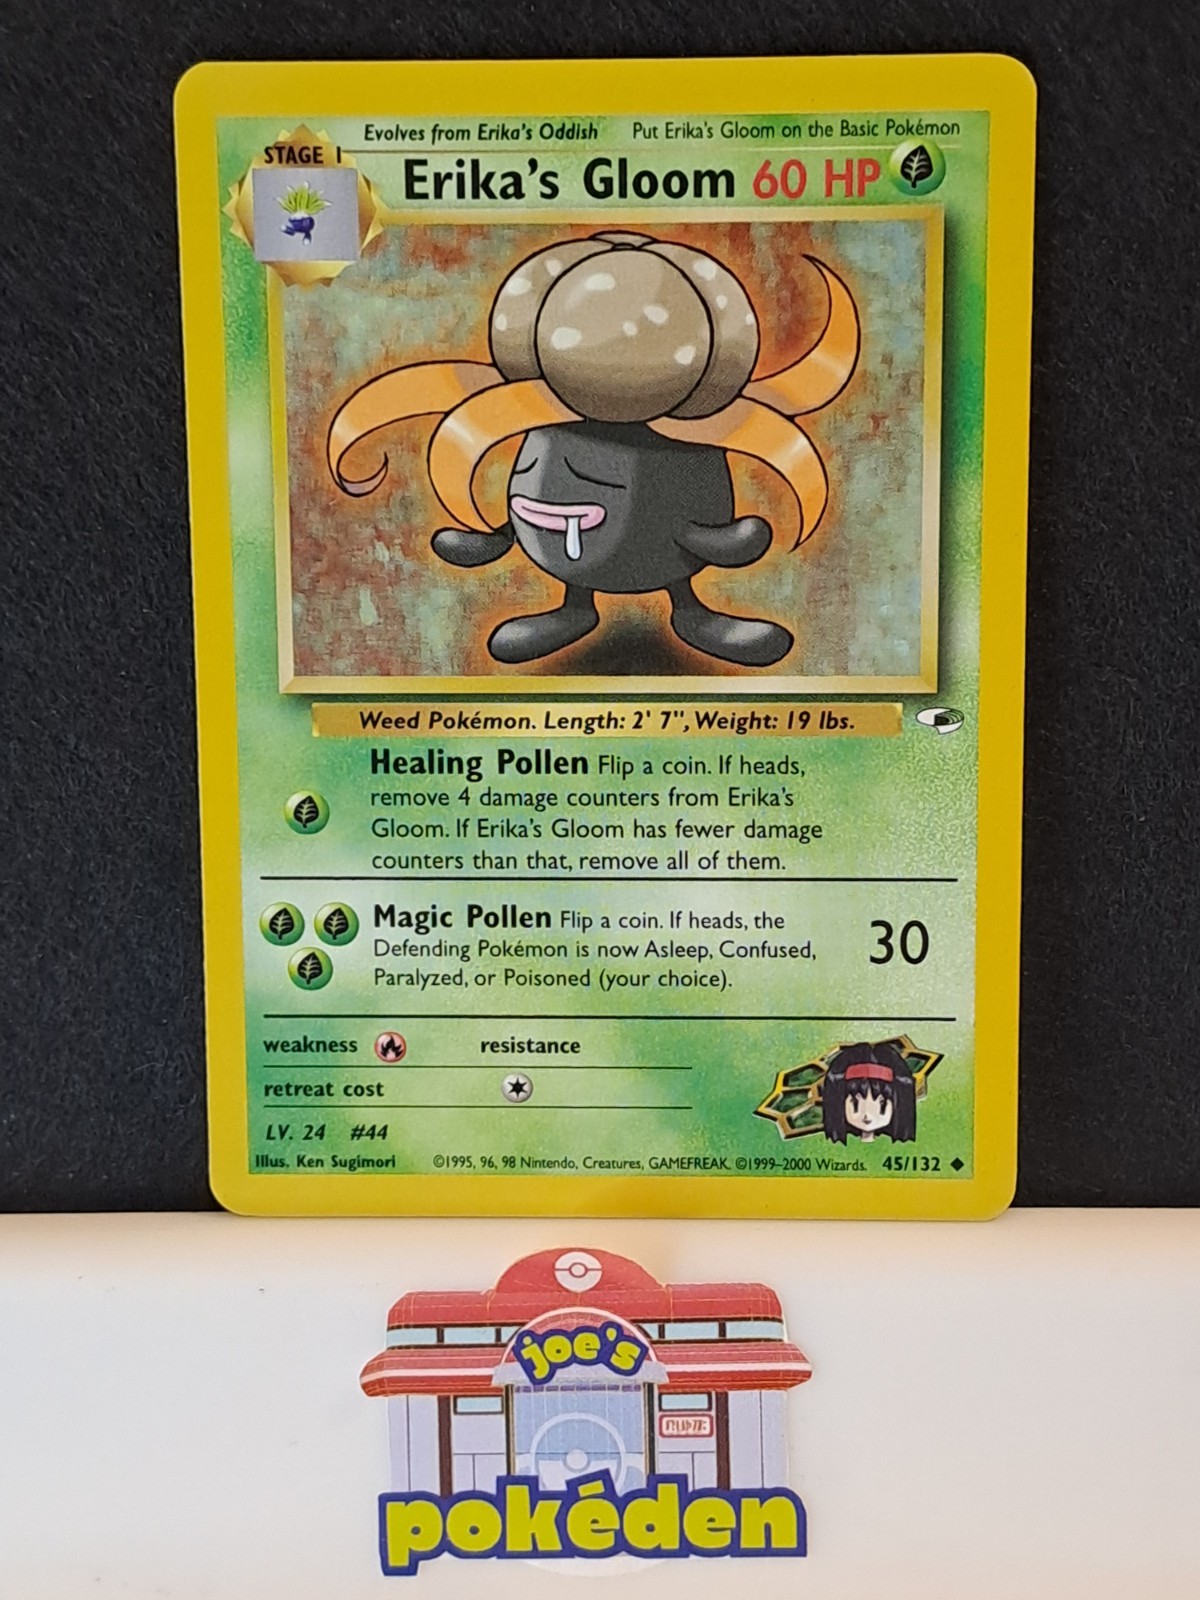 Evolves from Erika's Oddish Put Erika's Gloom on the Basic Pokémon
STAGE 1
Erika's Gloom 60 HP
Weed Pokémon. Length: 2' 7", Weight: 19 lbs.
Healing Pollen Flip a coin. If heads,
remove 4 damage counters from Erika's
Gloom. If Erika's Gloom has fewer damage
counters than that, remove all of them.
Magic Pollen Flip a coin. If heads, the
Defending Pokémon is now Asleep, Confused,
Paralyzed, or Poisoned (your choice).
30
weakness resistance
retreat cost
LV. 24 #44
Illus. Ken Sugimori ©1995, 96, 98 Nintendo, Creatures, GAMEFREAK. ©1999–2000 Wizards. 45/132
joe's
pokéden